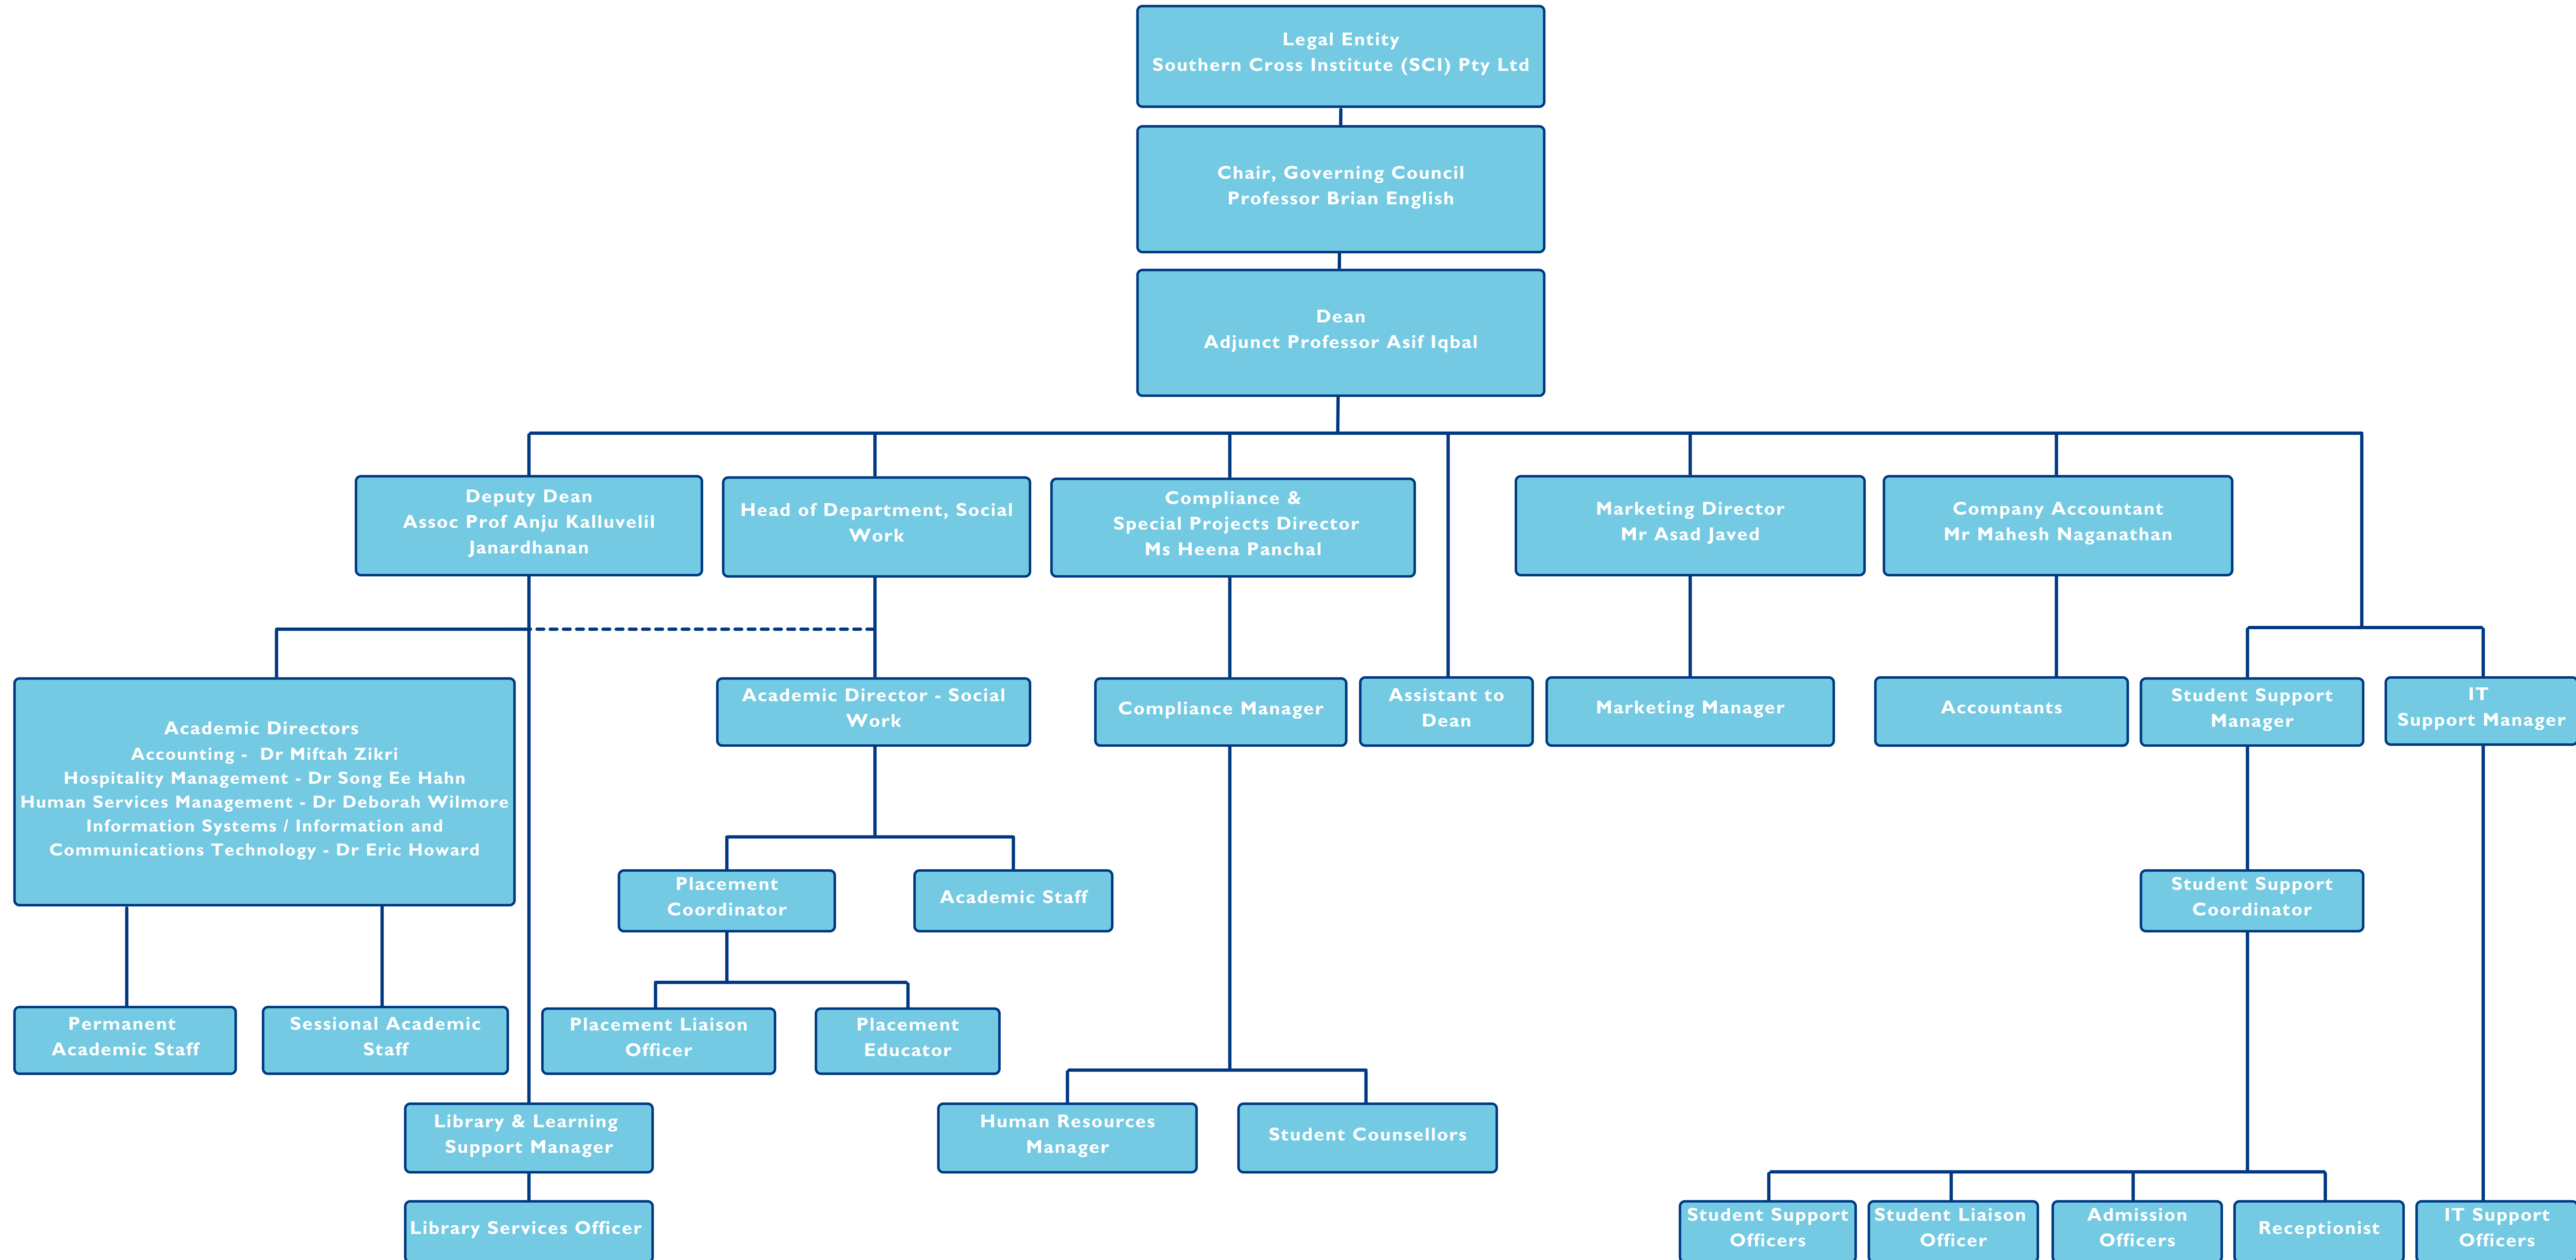 Legal Entity
Southern Cross Institute (SCI) Pty Ltd
Chair, Governing Council
Professor Brian English
Dean
Adjunct Professor Asif Iqbal
Deputy Dean
Assoc Prof Anju Kalluvelil
Janardhanan
Head of Department, Social
Work
Compliance &
Special Projects Director
Ms Heena Panchal
Marketing Director
Mr Asad Javed
Company Accountant
Mr Mahesh Naganathan
Academic Directors
Accounting - Dr Miftah Zikri
Hospitality Management - Dr Song Ee Hahn
Human Services Management - Dr Deborah Wilmore
Information Systems / Information and
Communications Technology - Dr Eric Howard
Academic Director - Social
Work
Compliance Manager
Assistant to
Dean
Marketing Manager
Accountants
Student Support
Manager
IT
Support Manager
Placement
Coordinator
Academic Staff
Student Support
Coordinator
Permanent
Academic Staff
Sessional Academic
Staff
Placement Liaison
Officer
Placement
Educator
Library & Learning
Support Manager
Human Resources
Manager
Student Counsellors
Library Services Officer
Student Support
Officers
Student Liaison
Officer
Admission
Officers
Receptionist
IT Support
Officers